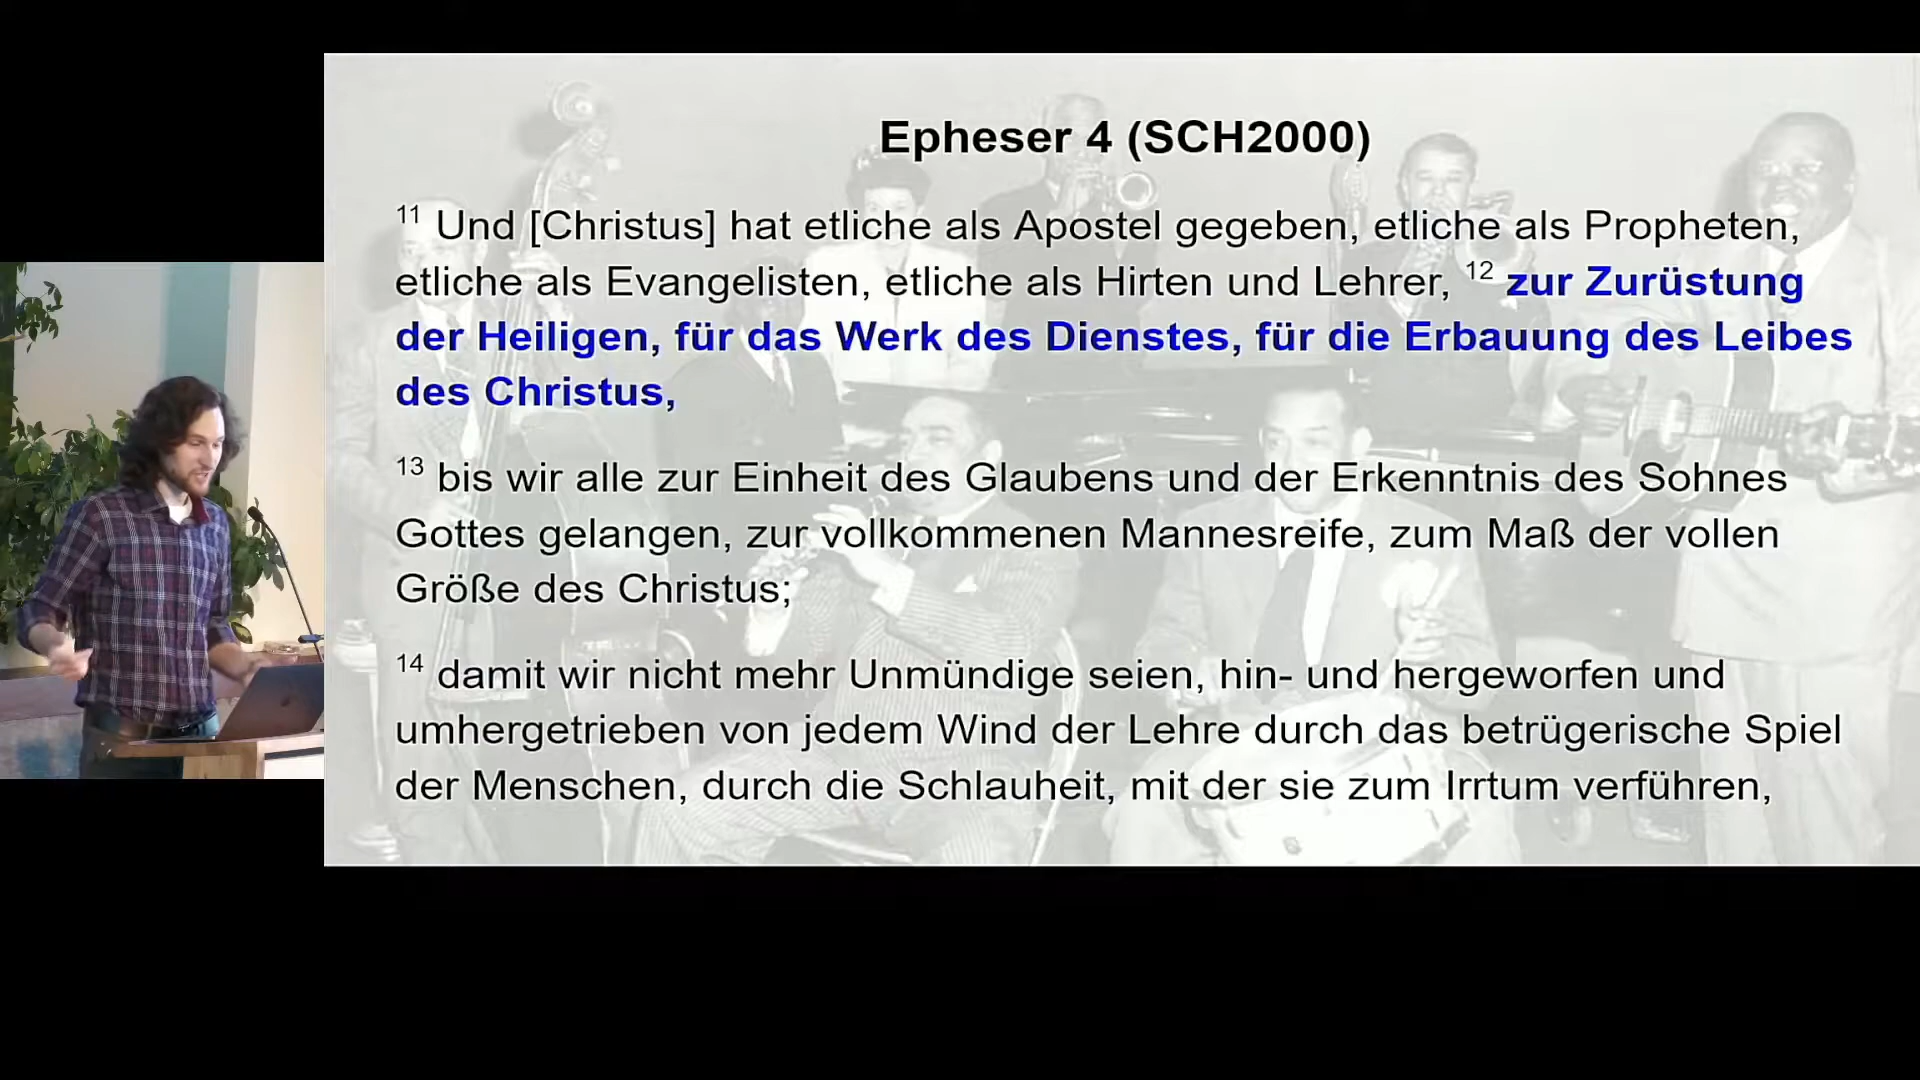 Epheser 4 (SCH2000)
11 Und [Christus] hat etliche als Apostel gegeben, etliche als Propheten,
etliche als Evangelisten, etliche als Hirten und Lehrer, 12 zur Zurüstung
der Heiligen, für das Werk des Dienstes, für die Erbauung des Leibes
des Christus,
13 bis wir alle zur Einheit des Glaubens und der Erkenntnis des Sohnes
Gottes gelangen, zur vollkommenen Mannesreife, zum Maß der vollen
Größe des Christus;
14 damit wir nicht mehr Unmündige seien, hin- und hergeworfen und
umhergetrieben von jedem Wind der Lehre durch das betrügerische Spiel
der Menschen, durch die Schlauheit, mit der sie zum Irrtum verführen,